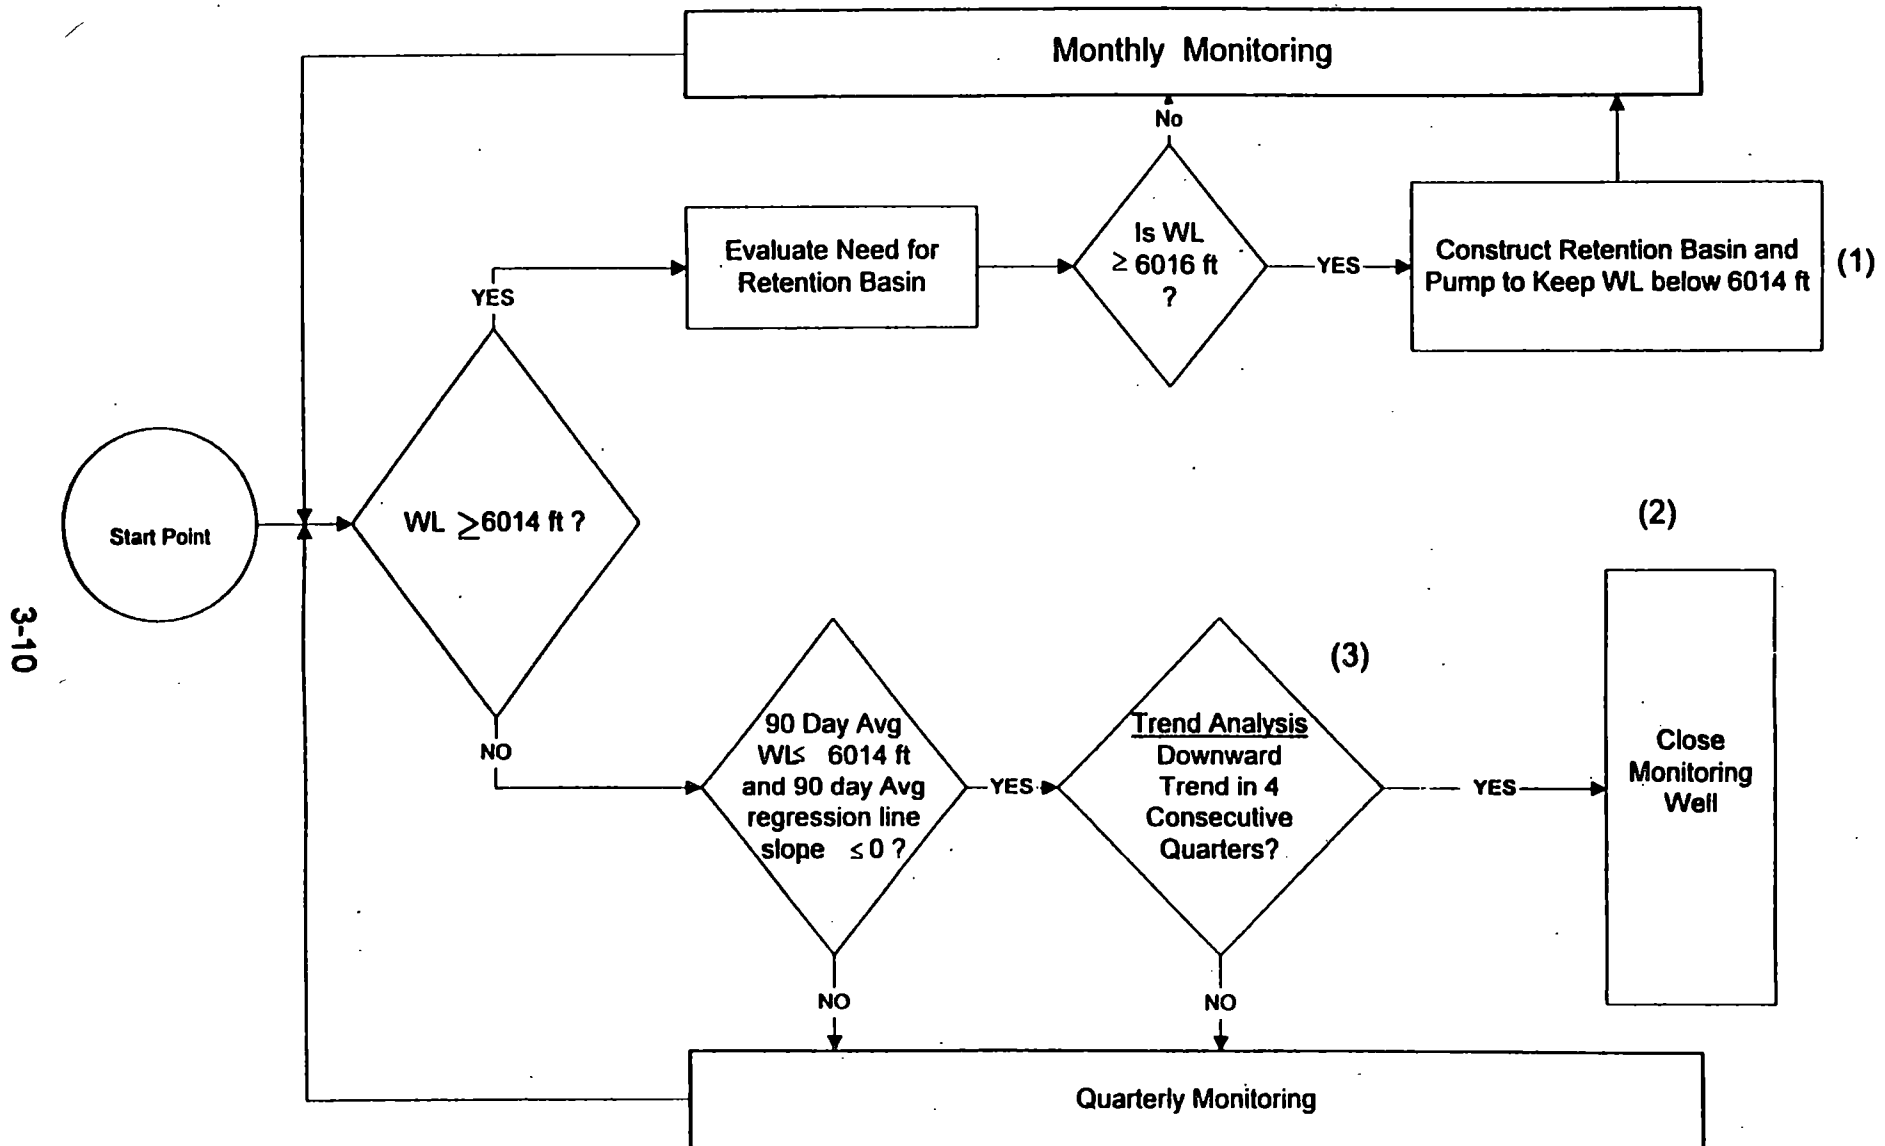 Monthly Monitoring
No
Is WL
≥ 6016 ft
?
Evaluate Need for
Retention Basin
YES
Construct Retention Basin and
Pump to Keep WL below 6014 ft
(1)
YES
WL ≥6014 ft ?
Start Point
(2)
3-10
NO
90 Day Avg
WL≤ 6014 ft
and 90 day Avg
regression line
slope ≤ 0 ?
YES
(3)
Trend Analysis
Downward
Trend in 4
Consecutive
Quarters?
YES
Close
Monitoring
Well
NO
NO
Quarterly Monitoring